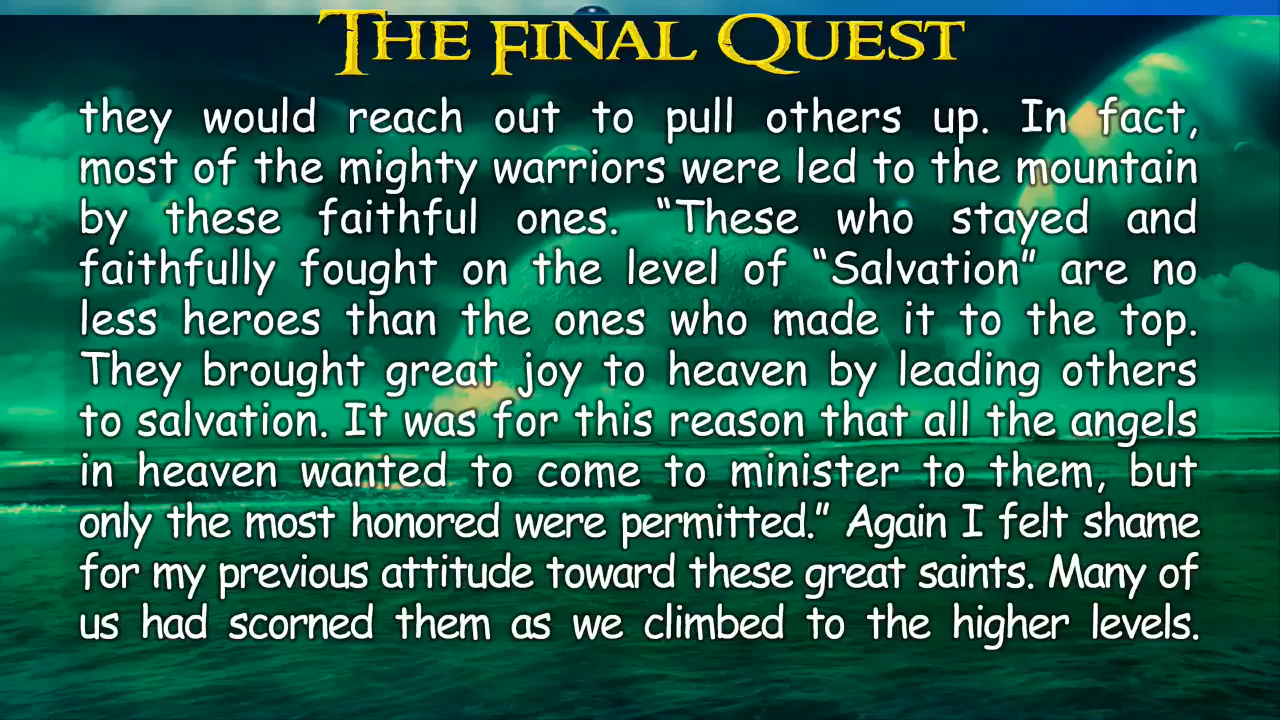 THE FINAL QUEST
they would reach out to pull others up. In fact,
most of the mighty warriors were led to the mountain
by these faithful ones. “These who stayed and
faithfully fought on the level of “Salvation” are no
less heroes than the ones who made it to the top.
They brought great joy to heaven by leading others
to salvation. It was for this reason that all the angels
in heaven wanted to come to minister to them, but
only the most honored were permitted.” Again I felt shame
for my previous attitude toward these great saints. Many of
us had scorned them as we climbed to the higher levels.